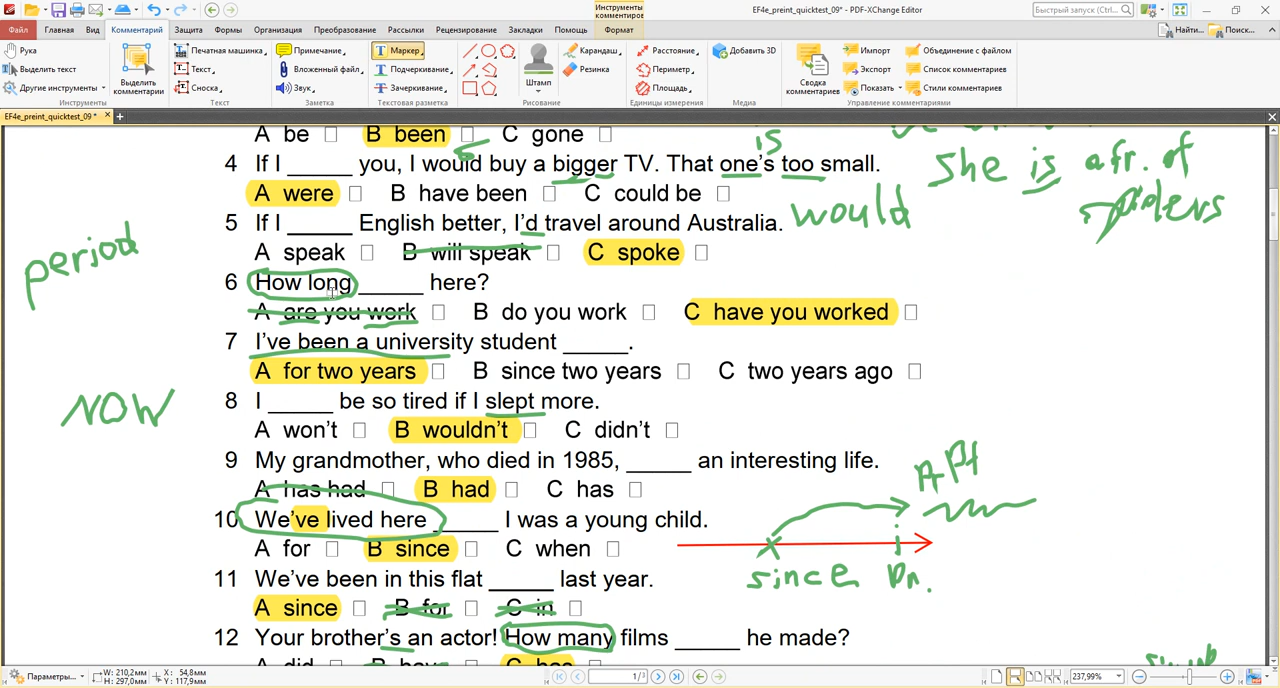 Инструменты комментиров
EF4e_preint_quicktest_09* - PDF-XChange Editor
Быстрый запуск (Ctrl+...
Файл Главная Вид Комментарий Защита Формы Организация Преобразование Рассылки Рецензирование Закладки Помощь Формат Найти... Поиск...
Рука
Выделить текст
Другие инструменты
Инструменты
Выделить комментарии
Печатная машинка
Текст
Сноска
Текст
Примечание
Вложенный файл
Звук
Заметка
Маркер
Подчеркивание
Зачеркивание
Текстовая разметка
Штамп
Карандаш
Резинка
Рисование
Расстояние
Периметр
Площадь
Единицы измерения
Добавить 3D
Медиа
Сводка комментариев
Импорт
Экспорт
Показать
Объединение с файлом
Список комментариев
Стили комментариев
Управление комментариями
EF4e_preint_quicktest_09 *
A be B been C gone
is
4 If I _____ you, I would buy a bigger TV. That one's too small.
she is afr. of
spiders
A were B have been C could be
5 If I _____ English better, I'd travel around Australia.
would
A speak B will speak C spoke
period
6 How long _____ here?
A are you work B do you work C have you worked
7 I've been a university student _____.
A for two years B since two years C two years ago
now
8 I _____ be so tired if I slept more.
A won't B wouldn't C didn't
9 My grandmother, who died in 1985, _____ an interesting life.
A has had B had C has
10 We've lived here _____ I was a young child.
A for B since C when
since
11 We've been in this flat _____ last year.
A since B for C in
12 Your brother's an actor! How many films _____ he made?
A did B have C has
Параметры...
W: 210,2мм
H: 297,0мм
X: 54,8мм
Y: 117,9мм
237,99%